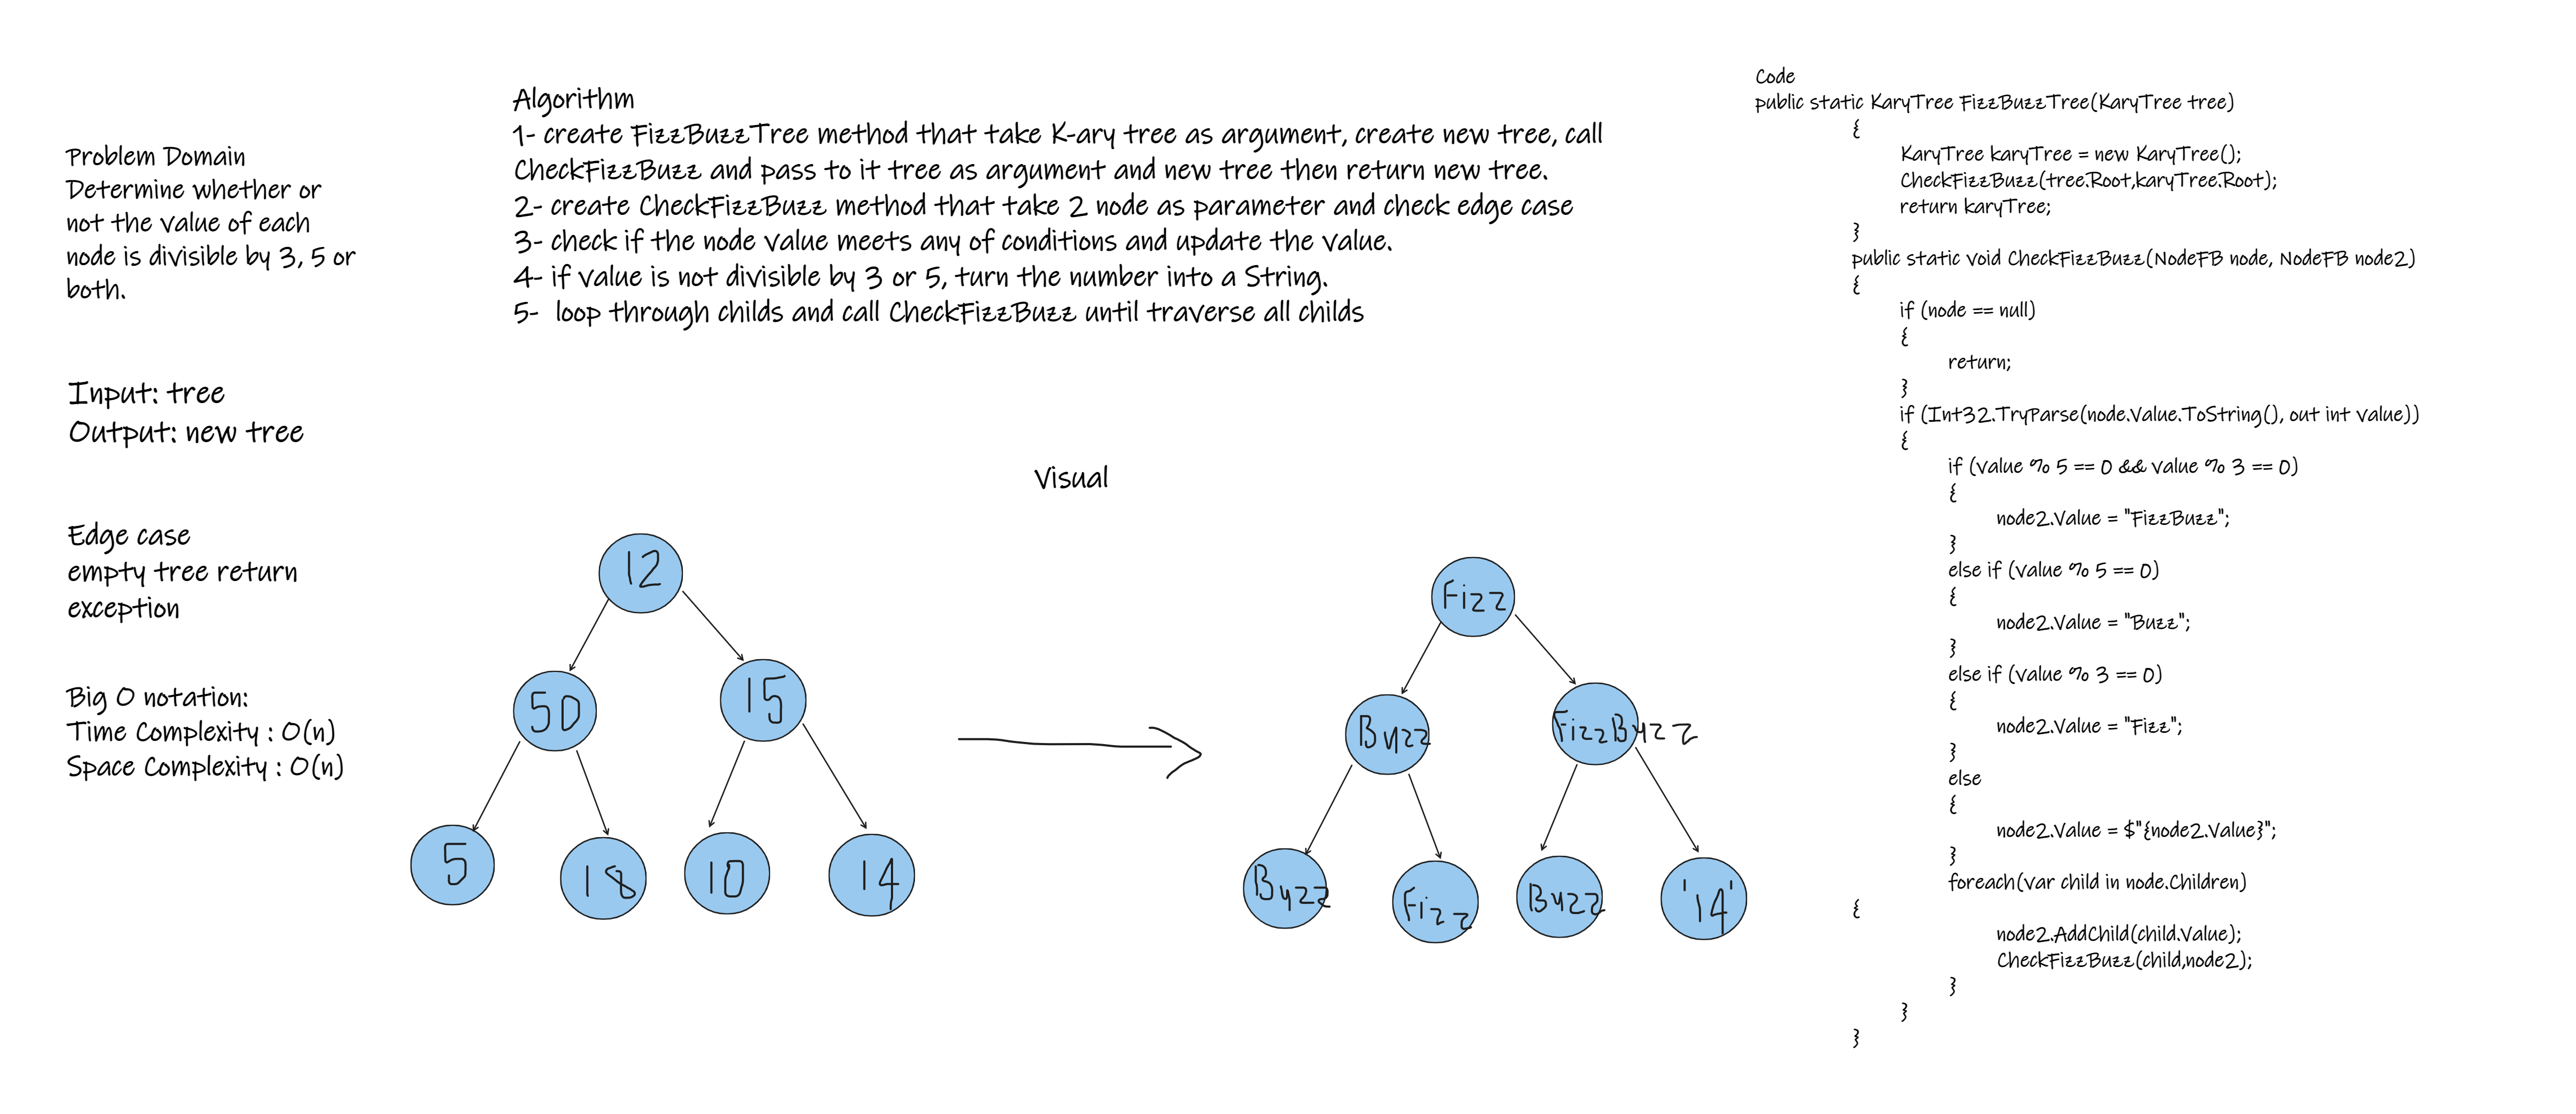 Problem Domain
Determine whether or
not the value of each
node is divisible by 3, 5 or
both.
Input: tree
Output: new tree
Edge case
empty tree return
exception
Big O notation:
Time Complexity : O(n)
Space Complexity : O(n)
Algorithm
1- create FizzBuzzTree method that take K-ary tree as argument, create new tree, call
CheckFizzBuzz and pass to it tree as argument and new tree then return new tree.
2- create CheckFizzBuzz method that take 2 node as parameter and check edge case
3- check if the node value meets any of conditions and update the value.
4- if value is not divisible by 3 or 5, turn the number into a String.
5-  loop through childs and call CheckFizzBuzz until traverse all childs
Visual
12
50
15
5
18
10
14
Fizz
Buzz
FizzBuzz
Buzz
Fizz
Buzz
'14'
Code
public static KaryTree FizzBuzzTree(KaryTree tree)
{
KaryTree karyTree = new KaryTree();
CheckFizzBuzz(tree.Root,karyTree.Root);
return karyTree;
}
public static void CheckFizzBuzz(NodeFB node, NodeFB node2)
{
if (node == null)
{
return;
}
if (Int32.TryParse(node.Value.ToString(), out int value))
{
if (value % 5 == 0 && value % 3 == 0)
{
node2.Value = "FizzBuzz";
}
else if (value % 5 == 0)
{
node2.Value = "Buzz";
}
else if (value % 3 == 0)
{
node2.Value = "Fizz";
}
else
{
node2.Value = $"{node2.Value}";
}
foreach(var child in node.Children)
{
node2.AddChild(child.Value);
CheckFizzBuzz(child,node2);
}
}
}